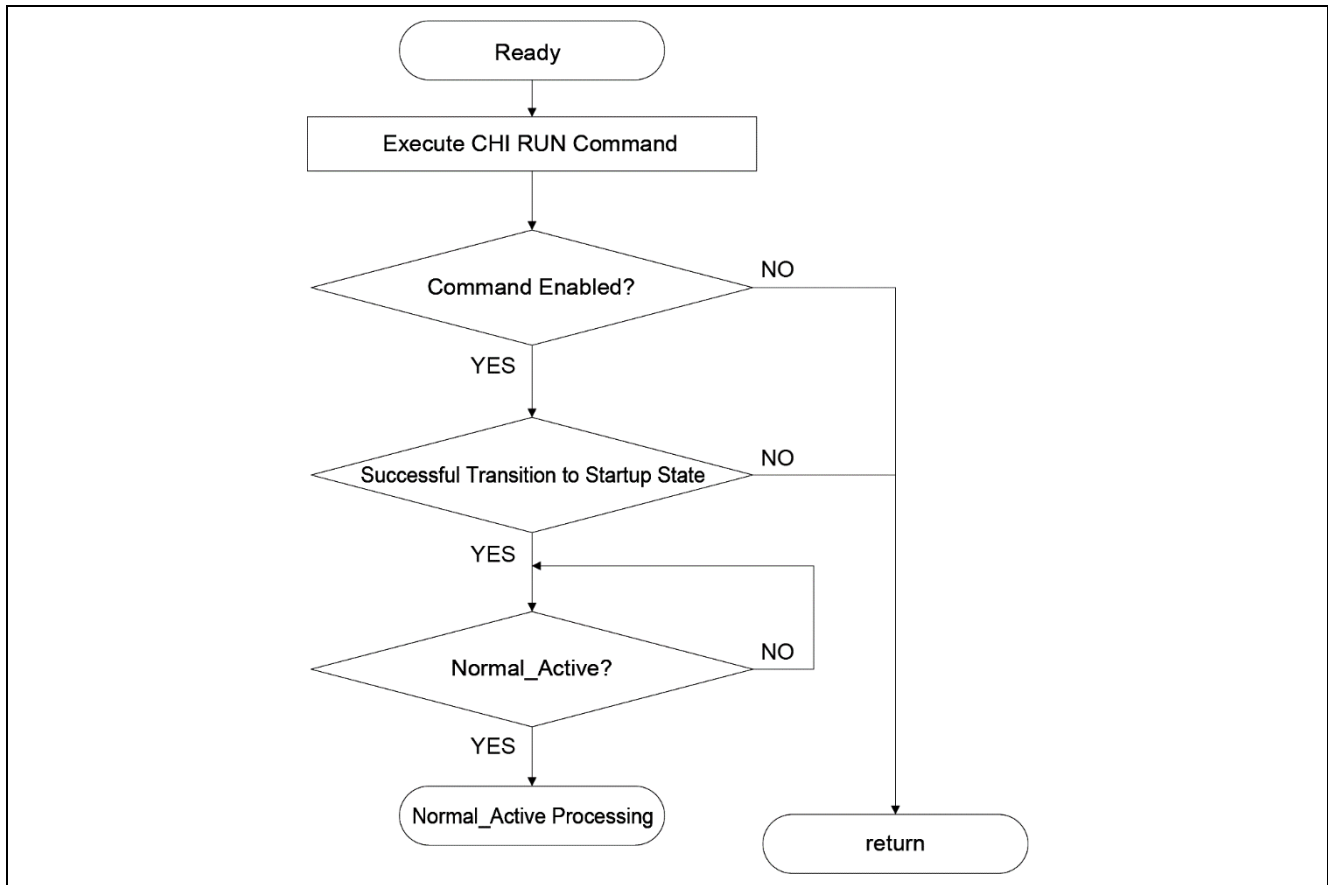 Ready
Execute CHI RUN Command
Command Enabled?
NO
YES
Successful Transition to Startup State
NO
YES
Normal_Active?
NO
YES
Normal_Active Processing
return